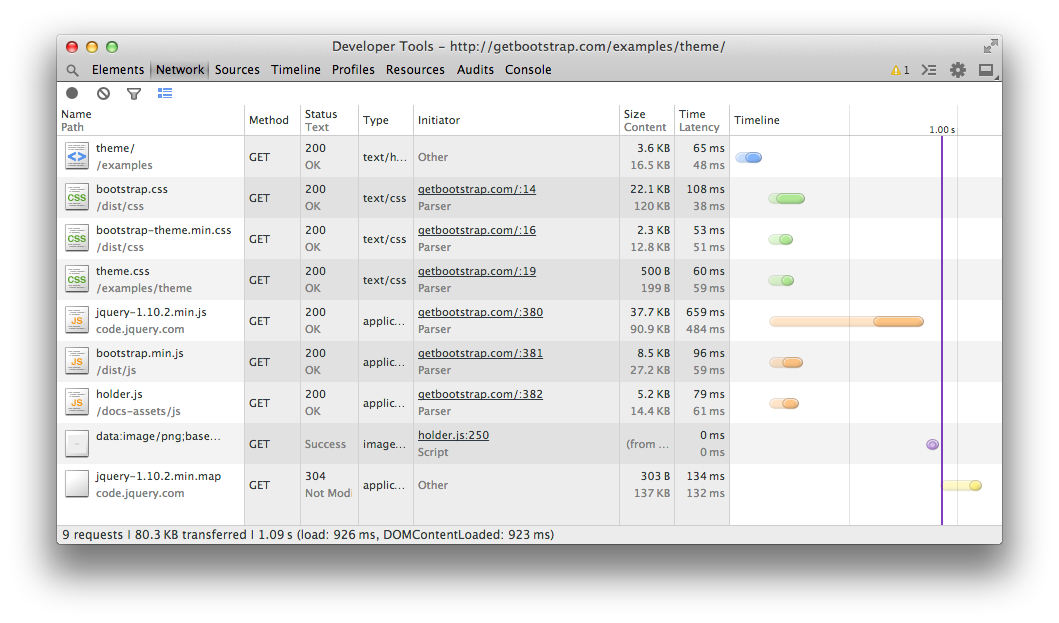 Developer Tools - http://getbootstrap.com/examples/theme/
Elements Network Sources Timeline Profiles Resources Audits Console 1
Name Path Method Status Text Type Initiator Size Content Time Latency Timeline 1.00 s
theme/ GET 200 text/h... Other 3.6 KB 65 ms
/examples OK 16.5 KB 48 ms
bootstrap.css GET 200 text/css getbootstrap.com/:14 22.1 KB 108 ms
/dist/css OK Parser 120 KB 38 ms
bootstrap-theme.min.css GET 200 text/css getbootstrap.com/:16 2.3 KB 53 ms
/dist/css OK Parser 12.8 KB 51 ms
theme.css GET 200 text/css getbootstrap.com/:19 500 B 60 ms
/examples/theme OK Parser 199 B 59 ms
jquery-1.10.2.min.js GET 200 applic... getbootstrap.com/:380 37.7 KB 659 ms
code.jquery.com OK Parser 90.9 KB 484 ms
bootstrap.min.js GET 200 applic... getbootstrap.com/:381 8.5 KB 96 ms
/dist/js OK Parser 27.2 KB 59 ms
holder.js GET 200 applic... getbootstrap.com/:382 5.2 KB 79 ms
/docs-assets/js OK Parser 14.4 KB 61 ms
data:image/png;base... GET Success image... holder.js:250 (from ... 0 ms
Script 0 ms
jquery-1.10.2.min.map GET 304 applic... Other 303 B 134 ms
code.jquery.com Not Modi 137 KB 132 ms
9 requests | 80.3 KB transferred | 1.09 s (load: 926 ms, DOMContentLoaded: 923 ms)